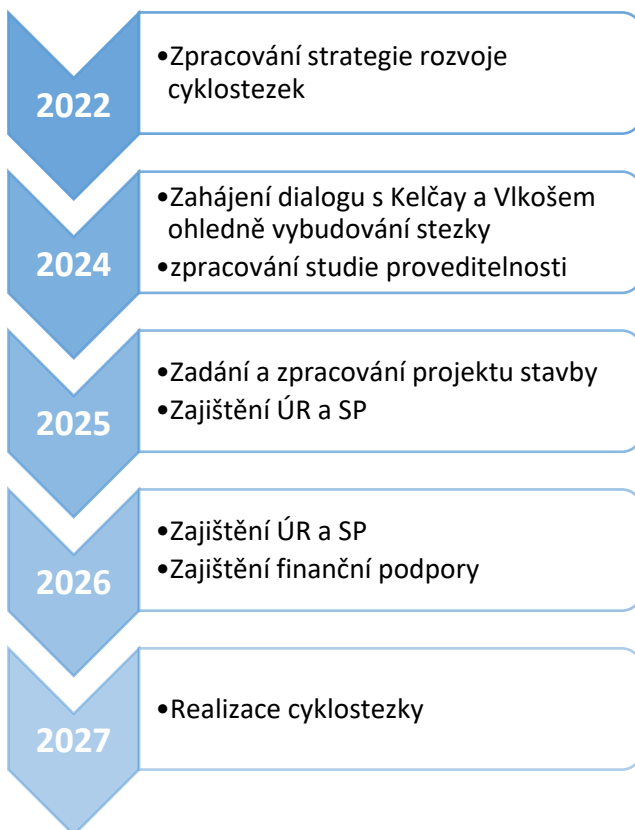 2022
•Zpracování strategie rozvoje
cyklostezek
2024
•Zahájení dialogu s Kelčay a Vlkošem
ohledně vybudování stezky
•zpracování studie proveditelnosti
2025
•Zadání a zpracování projektu stavby
•Zajištění ÚR a SP
2026
•Zajištění ÚR a SP
•Zajištění finanční podpory
2027
•Realizace cyklostezky